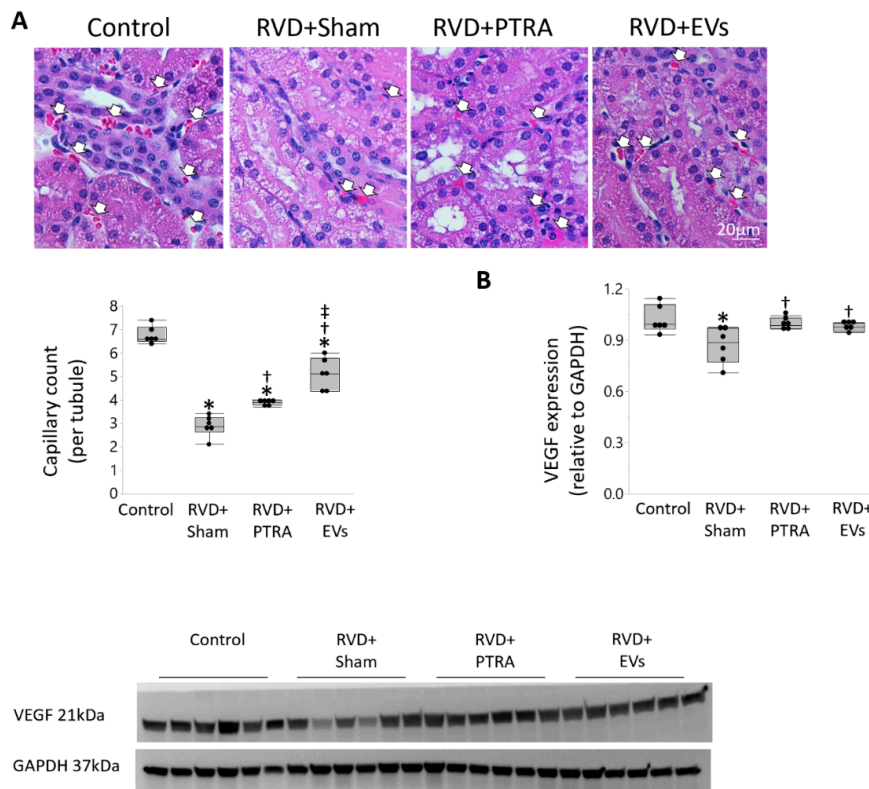 A
Control RVD+Sham RVD+PTRA RVD+EVs
20µm
Capillary count
(per tubule)
8
7
6
5
4
3
2
1
0
*
†
*
‡
†
*
Control RVD+ RVD+ RVD+
Sham PTRA EVs
B
VEGF expression
(relative to GAPDH)
1.2
0.9
0.6
0.3
0.0
*
†
†
Control RVD+ RVD+ RVD+
Sham PTRA EVs
Control RVD+ RVD+ RVD+
Sham PTRA EVs
VEGF 21kDa
GAPDH 37kDa